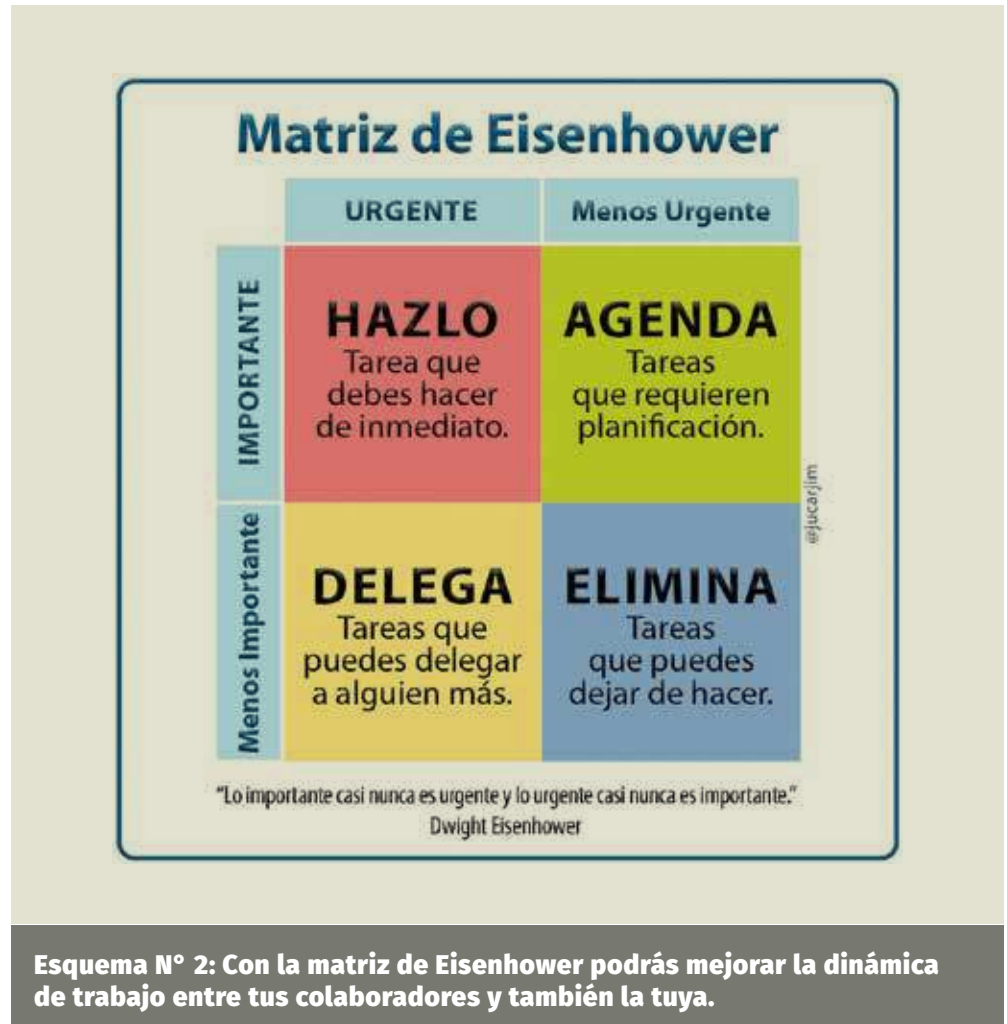 Matriz de Eisenhower
URGENTE
Menos Urgente
IMPORTANTE
HAZLO
Tarea que
debes hacer
de inmediato.
AGENDA
Tareas
que requieren
planificación.
@jucarjim
Menos Importante
DELEGA
Tareas que
puedes delegar
a alguien más.
ELIMINA
Tareas
que puedes
dejar de hacer.
“Lo importante casi nunca es urgente y lo urgente casi nunca es importante.”
Dwight Eisenhower
Esquema N° 2: Con la matriz de Eisenhower podrás mejorar la dinámica
de trabajo entre tus colaboradores y también la tuya.